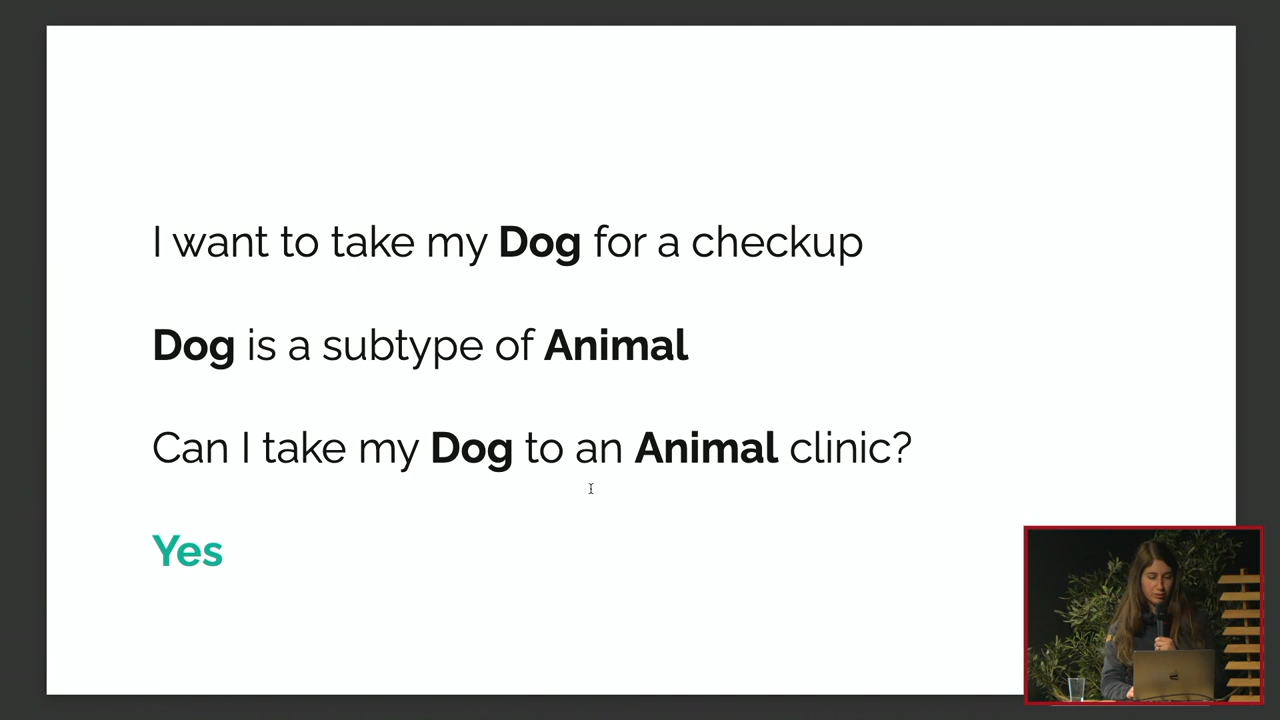 I want to take my Dog for a checkup
Dog is a subtype of Animal
Can I take my Dog to an Animal clinic?
Yes